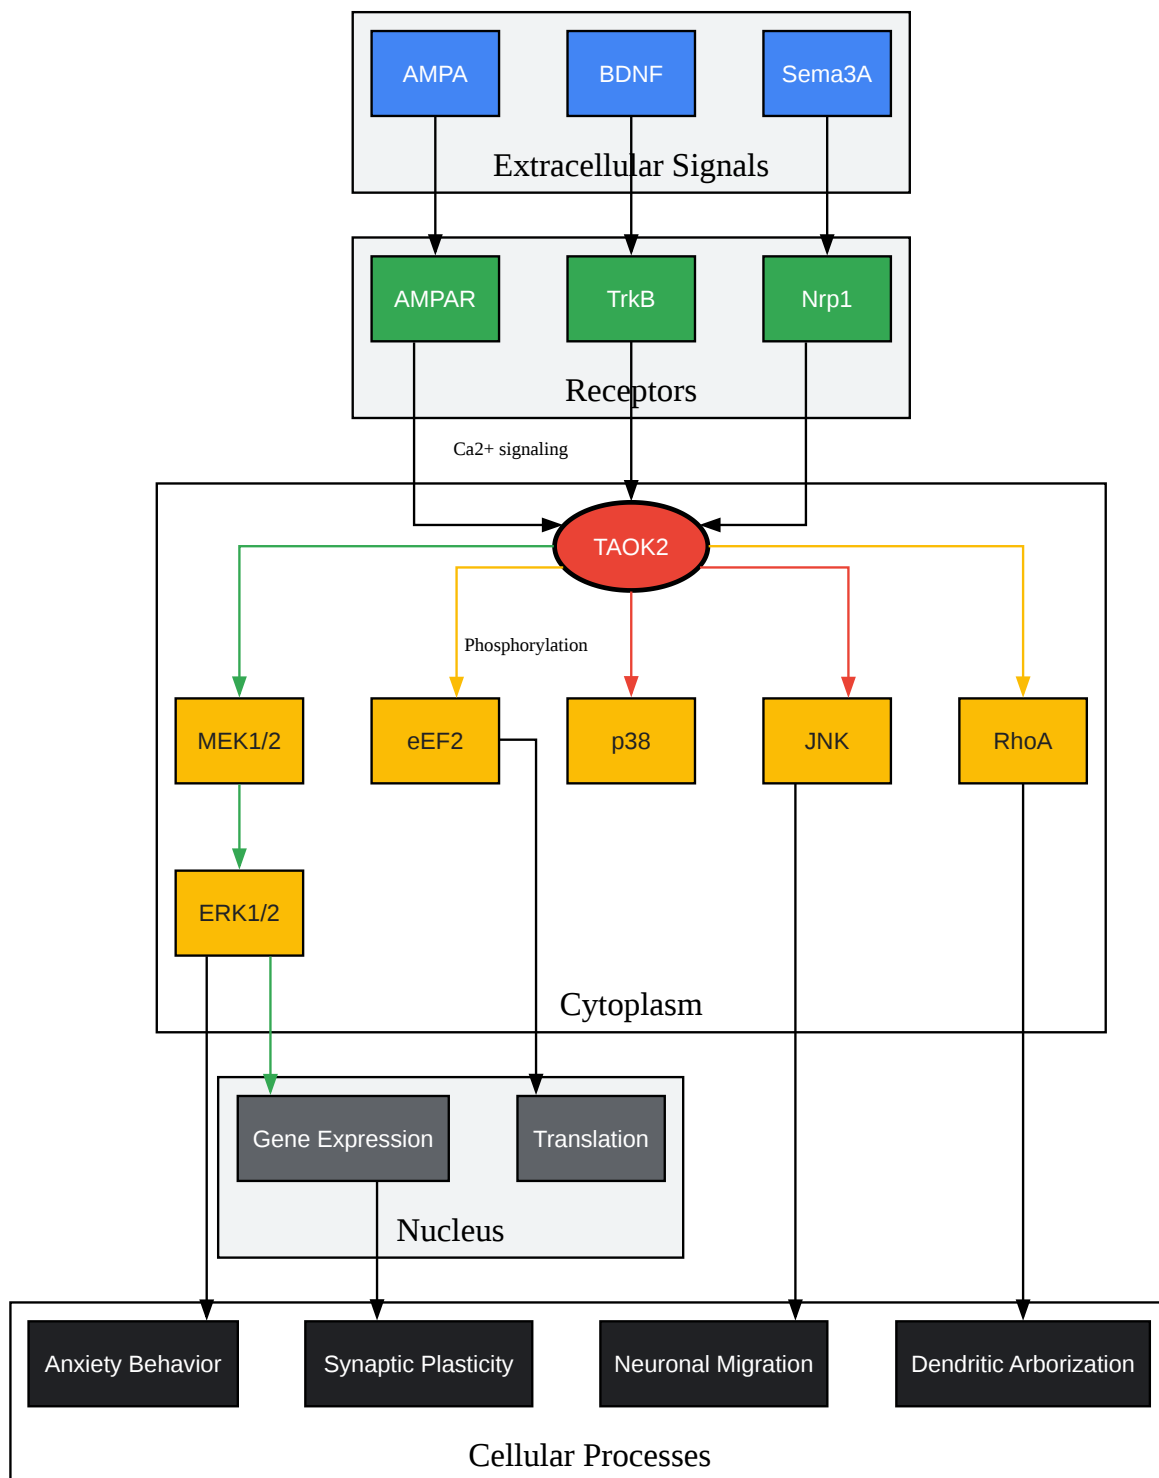 AMPA
BDNF
Sema3A
Extracellular Signals
AMPAR
TrkB
Nrp1
Receptors
Ca2+ signaling
TAOK2
Phosphorylation
MEK1/2
eEF2
p38
JNK
RhoA
ERK1/2
Cytoplasm
Gene Expression
Translation
Nucleus
Anxiety Behavior
Synaptic Plasticity
Neuronal Migration
Dendritic Arborization
Cellular Processes